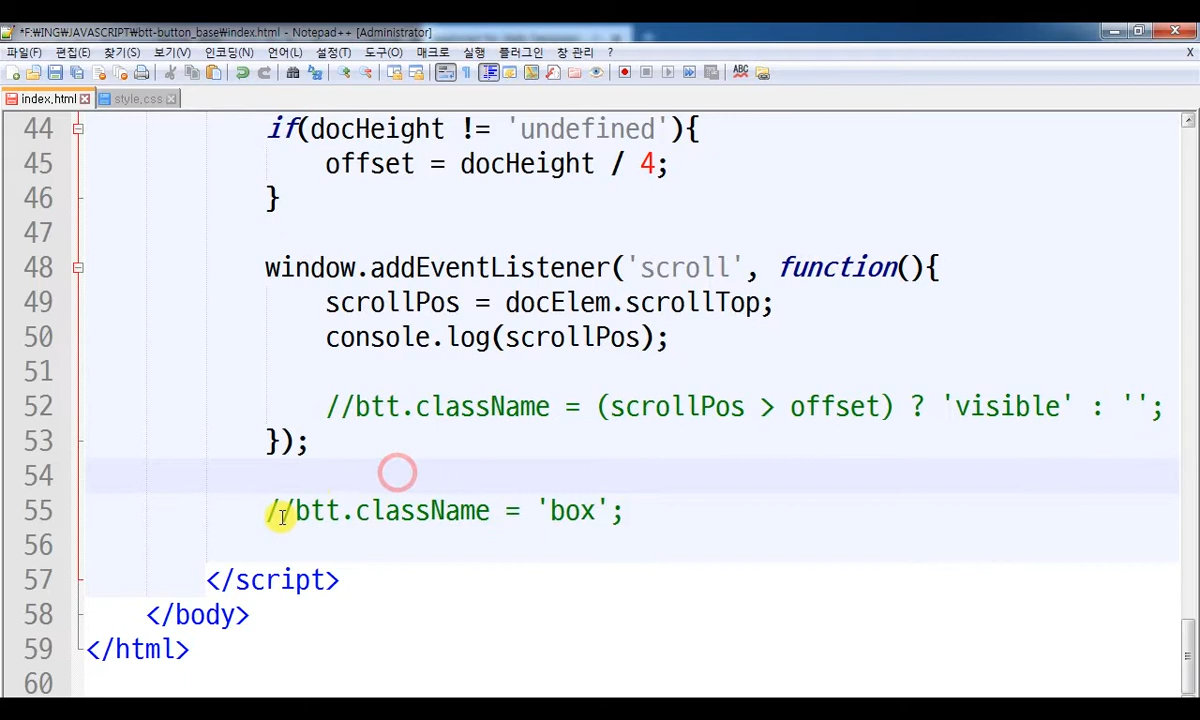 *F:₩ING₩JAVASCRIPT₩btt-button_base₩index.html - Notepad++ [Administrator]
파일(F) 편집(E) 찾기(S) 보기(V) 인코딩(N) 언어(L) 설정(T) 도구(O) 매크로 실행 플러그인 창 관리 ? X
ABC
index.html style.css
44 if(docHeight != 'undefined'){
45 offset = docHeight / 4;
46 }
47
48 window.addEventListener('scroll', function(){
49 scrollPos = docElem.scrollTop;
50 console.log(scrollPos);
51
52 //btt.className = (scrollPos > offset) ? 'visible' : '';
53 });
54
55 //btt.className = 'box';
56
57 </script>
58 </body>
59 </html>
60